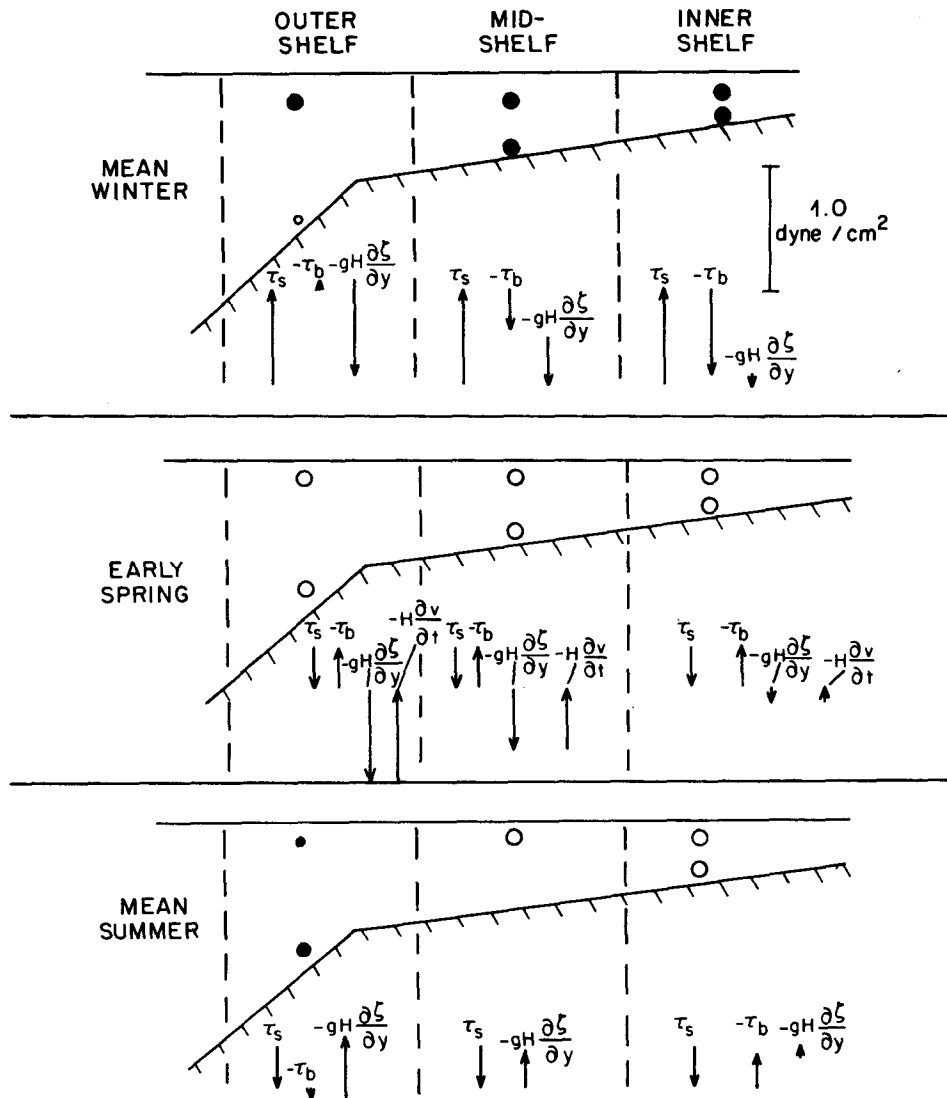 OUTER SHELF
MID-SHELF
INNER SHELF
MEAN WINTER
1.0 dyne / cm²
τs -τb -gH ∂ζ/∂y
τs -τb -gH ∂ζ/∂y
τs -τb -gH ∂ζ/∂y
EARLY SPRING
τs -τb -gH ∂ζ/∂y -H ∂v/∂t
τs -τb -gH ∂ζ/∂y -H ∂v/∂t
τs -τb -gH ∂ζ/∂y -H ∂v/∂t
MEAN SUMMER
τs -τb -gH ∂ζ/∂y
τs -gH ∂ζ/∂y
τs -τb -gH ∂ζ/∂y